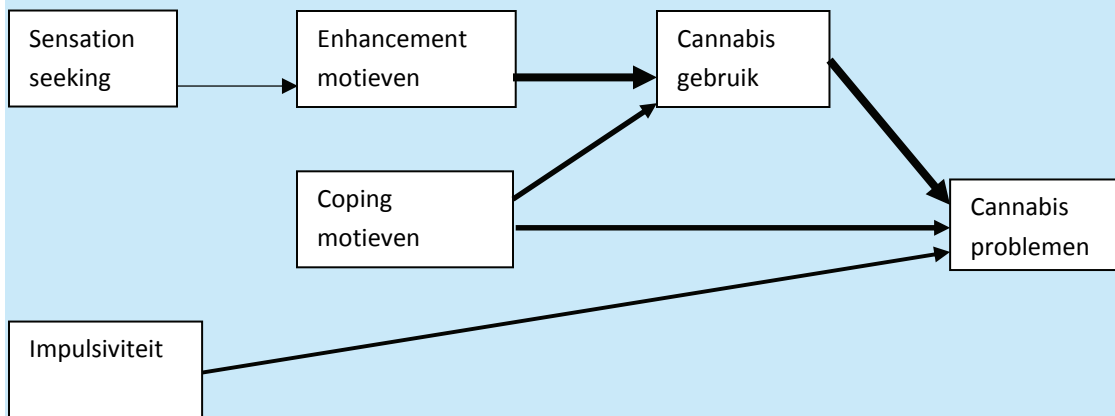 Sensation
seeking
Enhancement
motieven
Cannabis
gebruik
Coping
motieven
Cannabis
problemen
Impulsiviteit